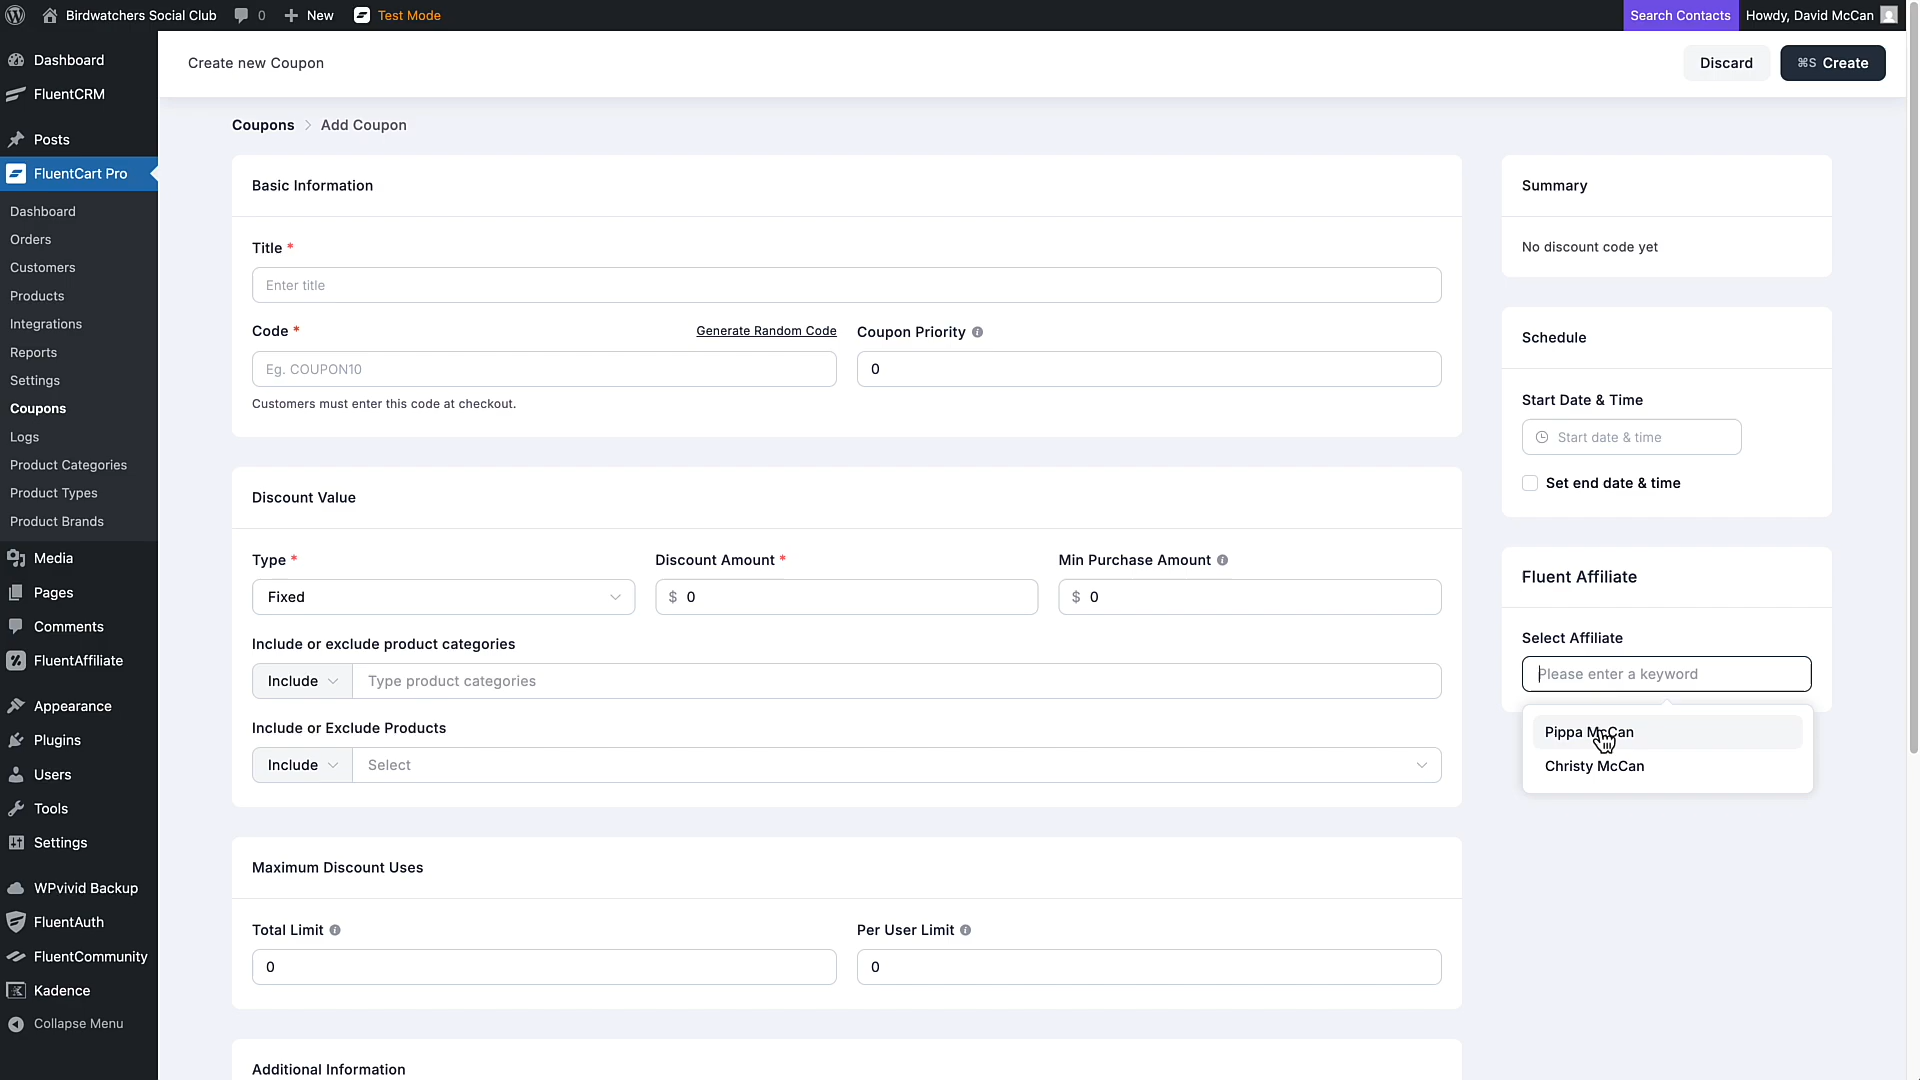 Birdwatchers Social Club
0
New
Test Mode
Search Contacts
Howdy, David McCan
Dashboard
FluentCRM
Posts
FluentCart Pro
Dashboard
Orders
Customers
Products
Integrations
Reports
Settings
Coupons
Logs
Product Categories
Product Types
Product Brands
Media
Pages
Comments
FluentAffiliate
Appearance
Plugins
Users
Tools
Settings
WPvivid Backup
FluentAuth
FluentCommunity
Kadence
Collapse Menu
Create new Coupon
Discard
⌘S Create
Coupons > Add Coupon
Basic Information
Title *
Enter title
Code *
Generate Random Code
Eg. COUPON10
Customers must enter this code at checkout.
Coupon Priority
0
Discount Value
Type *
Fixed
Discount Amount *
$ 0
Min Purchase Amount
$ 0
Include or exclude product categories
Include
Type product categories
Include or Exclude Products
Include
Select
Maximum Discount Uses
Total Limit
0
Per User Limit
0
Additional Information
Summary
No discount code yet
Schedule
Start Date & Time
Start date & time
Set end date & time
Fluent Affiliate
Select Affiliate
Please enter a keyword
Pippa McCan
Christy McCan